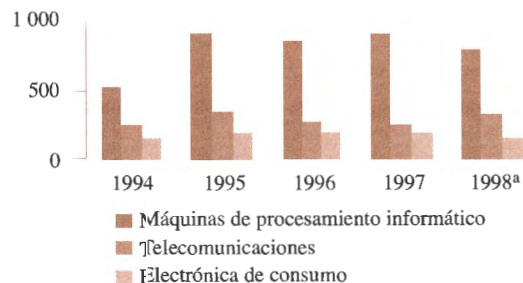 1 000
500
0
1994 1995 1996 1997 1998ª
Máquinas de procesamiento informático
Telecomunicaciones
Electrónica de consumo